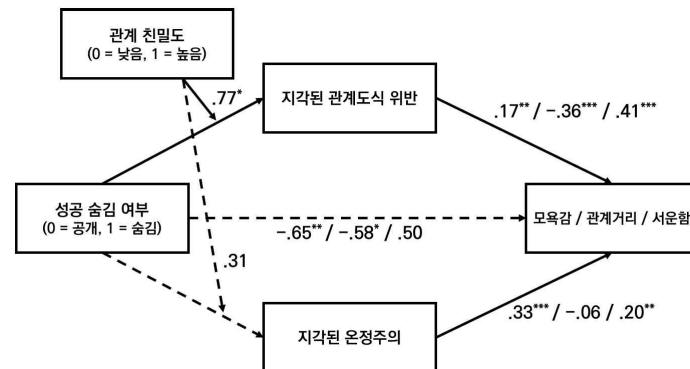 관계 친밀도
(0 = 낮음, 1 = 높음)
.77*
지각된 관계도식 위반
.17** / −.36*** / .41***
성공 숨김 여부
(0 = 공개, 1 = 숨김)
−.65** / −.58* / .50
모욕감 / 관계거리 / 서운함
.31
지각된 온정주의
.33*** / −.06 / .20**